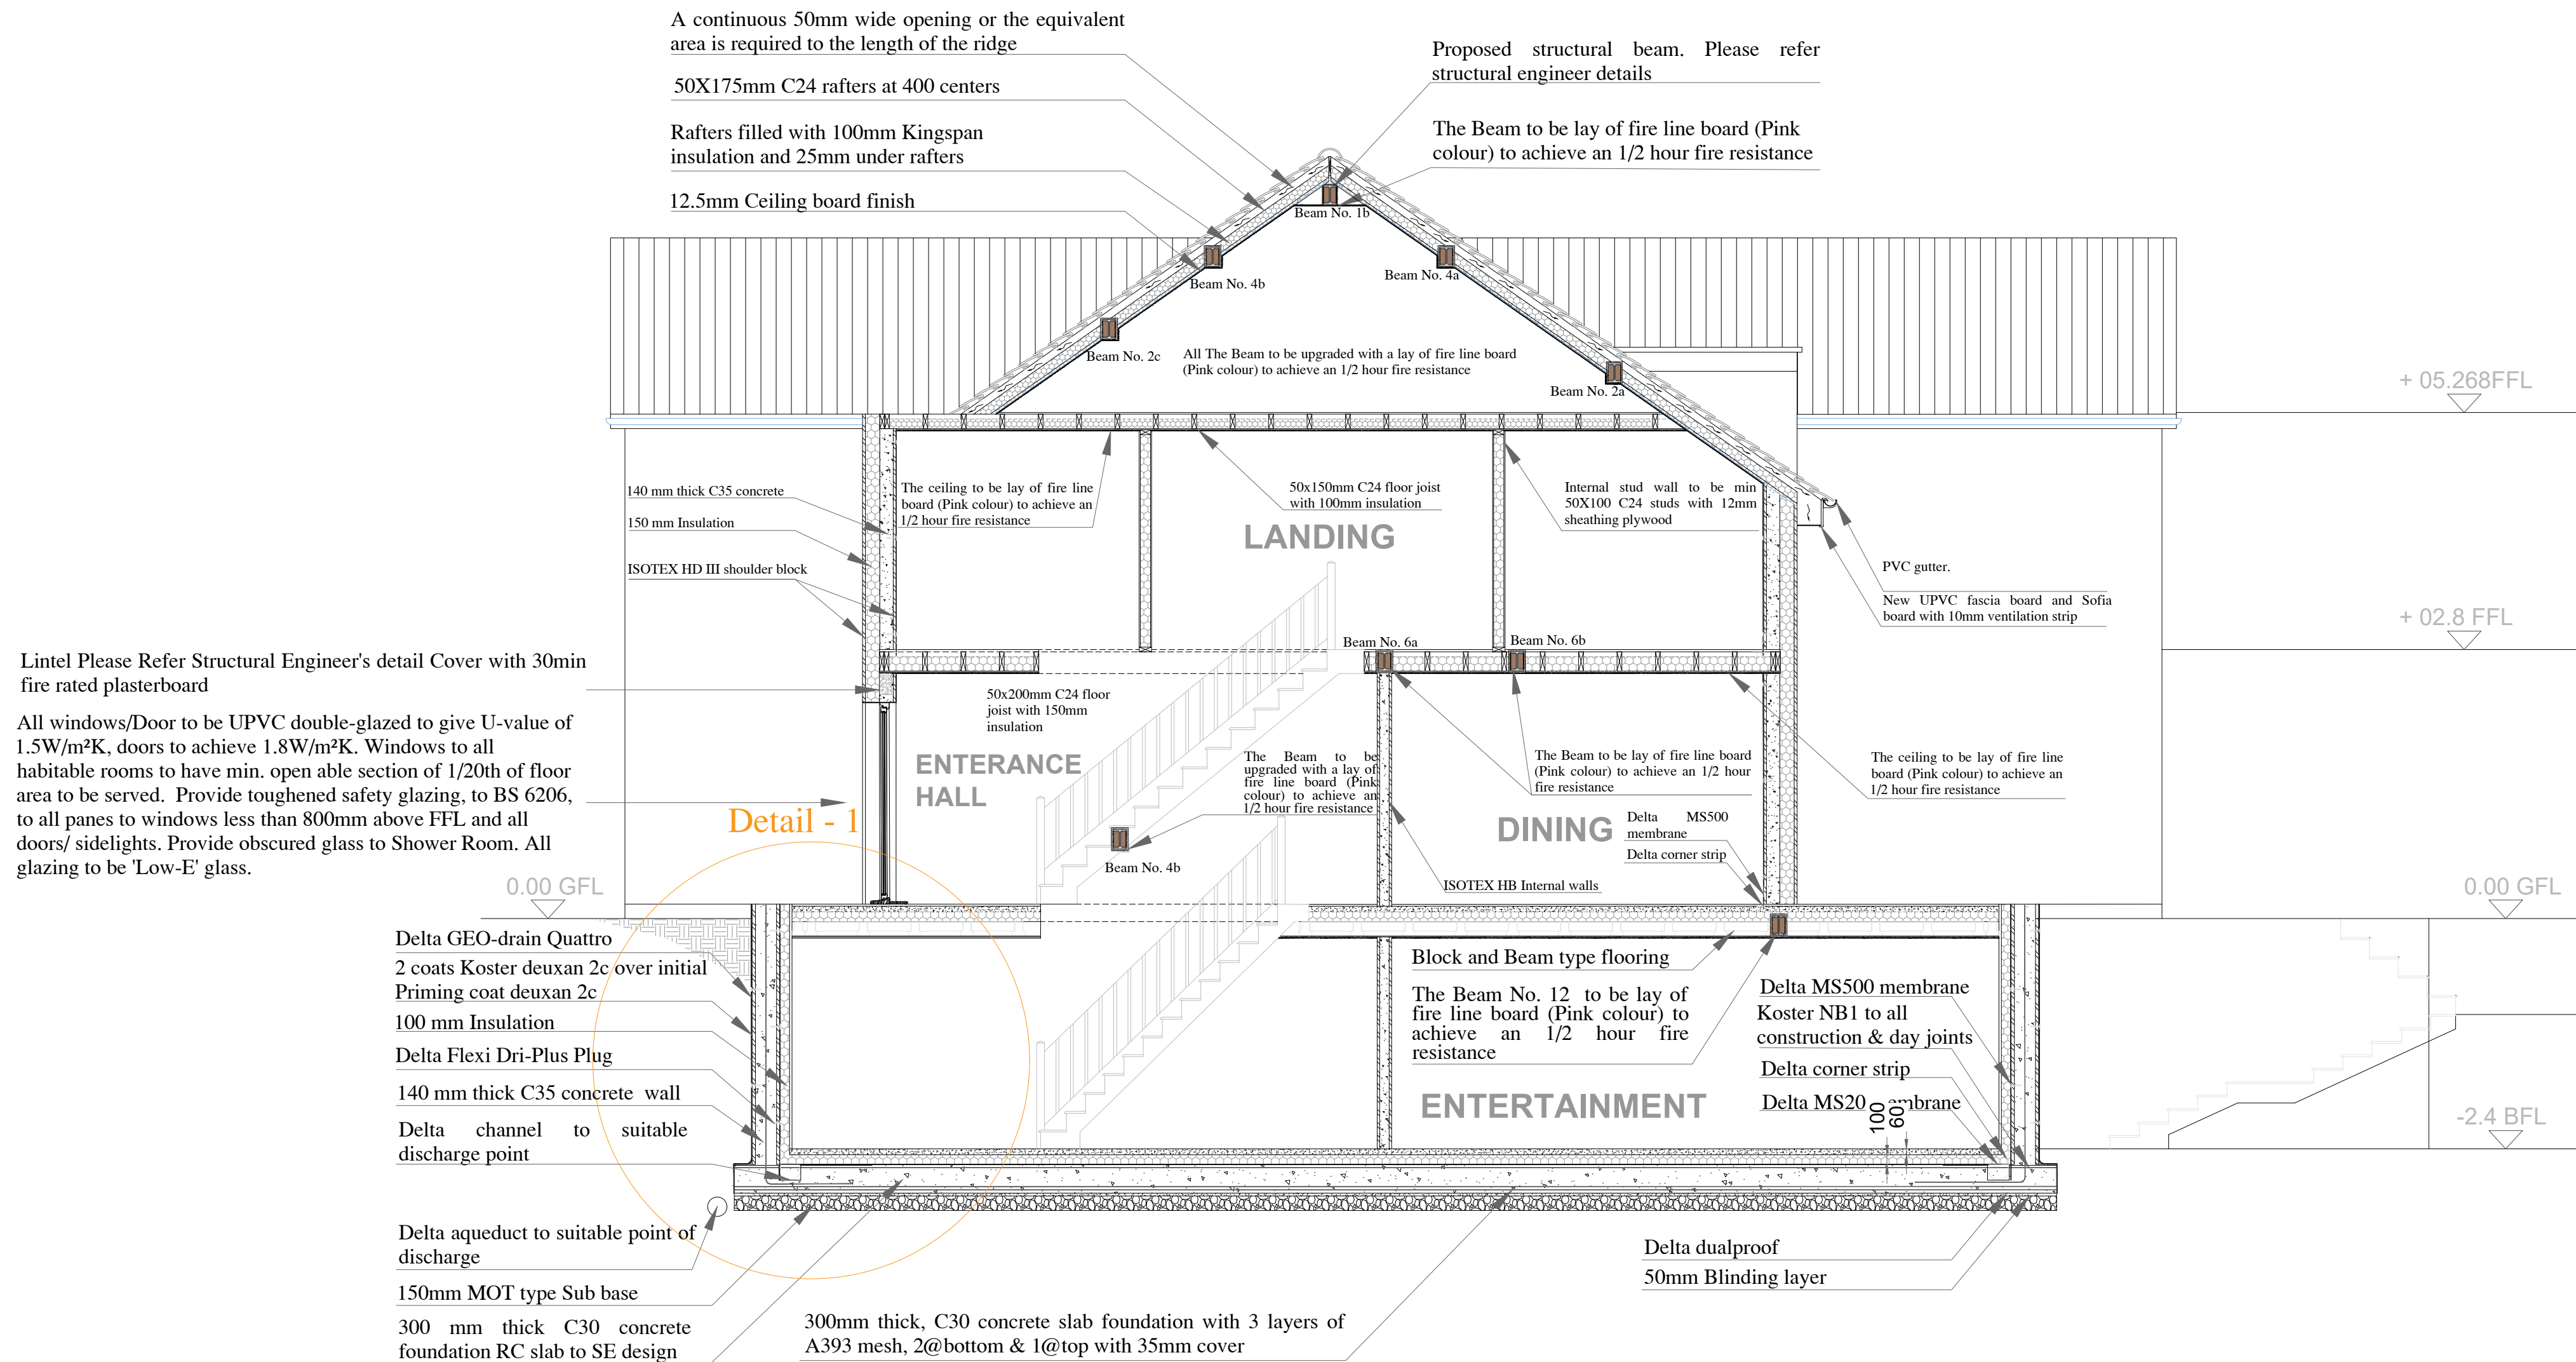 A continuous 50mm wide opening or the equivalent
area is required to the length of the ridge
50X175mm C24 rafters at 400 centers
Rafters filled with 100mm Kingspan
insulation and 25mm under rafters
12.5mm Ceiling board finish
Proposed structural beam. Please refer
structural engineer details
The Beam to be lay of fire line board (Pink
colour) to achieve an 1/2 hour fire resistance
Beam No. 1b
Beam No. 4b
Beam No. 4a
Beam No. 2c
All The Beam to be upgraded with a lay of fire line board
(Pink colour) to achieve an 1/2 hour fire resistance
Beam No. 2a
+ 05.268FFL
140 mm thick C35 concrete
150 mm Insulation
ISOTEX HD III shoulder block
The ceiling to be lay of fire line
board (Pink colour) to achieve an
1/2 hour fire resistance
50x150mm C24 floor joist
with 100mm insulation
LANDING
Internal stud wall to be min
50X100 C24 studs with 12mm
sheathing plywood
PVC gutter.
New UPVC fascia board and Sofia
board with 10mm ventilation strip
+ 02.8 FFL
Beam No. 6a
Beam No. 6b
Lintel Please Refer Structural Engineer's detail Cover with 30min
fire rated plasterboard
All windows/Door to be UPVC double-glazed to give U-value of
1.5W/m²K, doors to achieve 1.8W/m²K. Windows to all
habitable rooms to have min. open able section of 1/20th of floor
area to be served. Provide toughened safety glazing, to BS 6206,
to all panes to windows less than 800mm above FFL and all
doors/ sidelights. Provide obscured glass to Shower Room. All
glazing to be 'Low-E' glass.
50x200mm C24 floor
joist with 150mm
insulation
ENTERANCE
HALL
Detail - 1
The Beam to be
upgraded with a lay of
fire line board (Pink
colour) to achieve an
1/2 hour fire resistance
Beam No. 4b
The Beam to be lay of fire line board
(Pink colour) to achieve an 1/2 hour
fire resistance
The ceiling to be lay of fire line
board (Pink colour) to achieve an
1/2 hour fire resistance
DINING
Delta MS500
membrane
Delta corner strip
ISOTEX HB Internal walls
0.00 GFL
0.00 GFL
Delta GEO-drain Quattro
2 coats Koster deuxan 2c over initial
Priming coat deuxan 2c
100 mm Insulation
Delta Flexi Dri-Plus Plug
140 mm thick C35 concrete wall
Delta channel to suitable
discharge point
Block and Beam type flooring
The Beam No. 12 to be lay of
fire line board (Pink colour) to
achieve an 1/2 hour fire
resistance
ENTERTAINMENT
Delta MS500 membrane
Koster NB1 to all
construction & day joints
Delta corner strip
Delta MS20 embrane
100
60
-2.4 BFL
Delta aqueduct to suitable point of
discharge
150mm MOT type Sub base
300 mm thick C30 concrete
foundation RC slab to SE design
300mm thick, C30 concrete slab foundation with 3 layers of
A393 mesh, 2@bottom & 1@top with 35mm cover
Delta dualproof
50mm Blinding layer